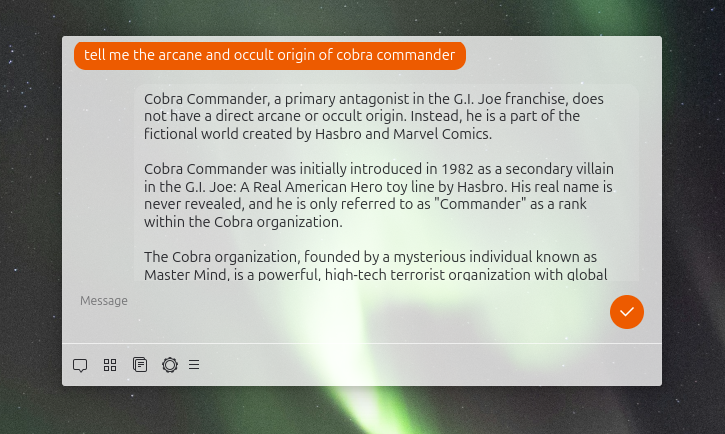 tell me the arcane and occult origin of cobra commander
Cobra Commander, a primary antagonist in the G.I. Joe franchise, does
not have a direct arcane or occult origin. Instead, he is a part of the
fictional world created by Hasbro and Marvel Comics.
Cobra Commander was initially introduced in 1982 as a secondary villain
in the G.I. Joe: A Real American Hero toy line by Hasbro. His real name is
never revealed, and he is only referred to as "Commander" as a rank
within the Cobra organization.
The Cobra organization, founded by a mysterious individual known as
Master Mind, is a powerful, high-tech terrorist organization with global
Message